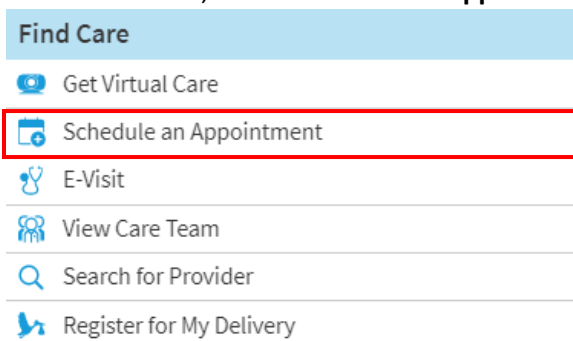 Find Care
Get Virtual Care
Schedule an Appointment
E-Visit
View Care Team
Search for Provider
Register for My Delivery